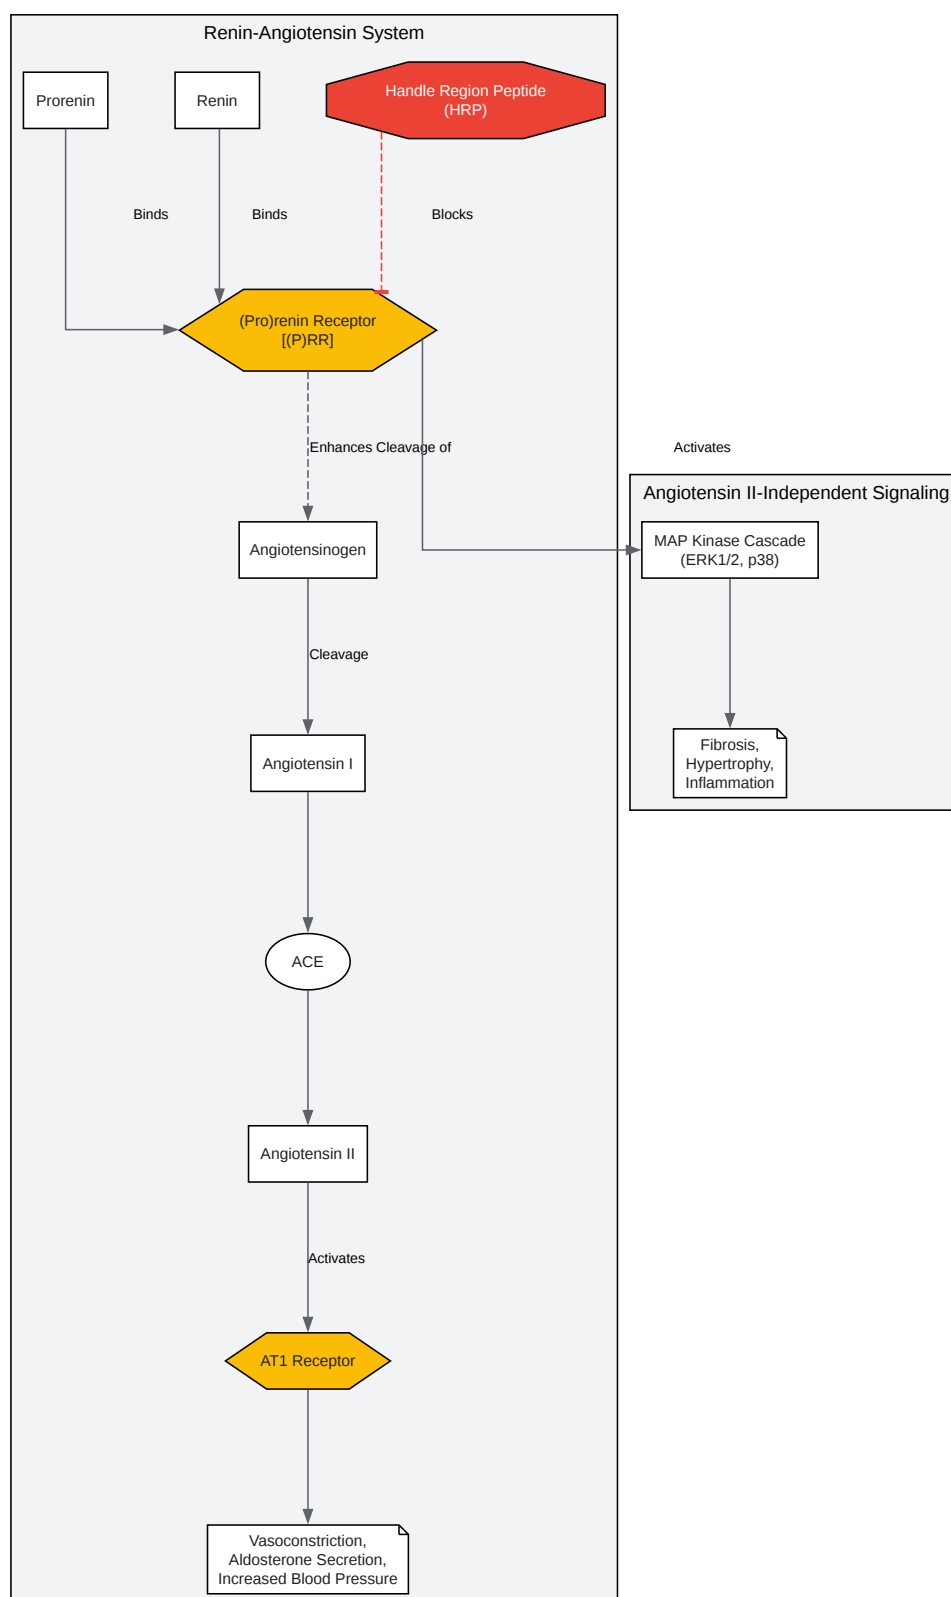 Renin-Angiotensin System
Prorenin
Renin
Handle Region Peptide
(HRP)
Binds
Binds
Blocks
(Pro)renin Receptor
[(P)RR]
Enhances Cleavage of
Activates
Angiotensin II-Independent Signaling
Angiotensinogen
MAP Kinase Cascade
(ERK1/2, p38)
Cleavage
Angiotensin I
Fibrosis,
Hypertrophy,
Inflammation
ACE
Angiotensin II
Activates
AT1 Receptor
Vasoconstriction,
Aldosterone Secretion,
Increased Blood Pressure